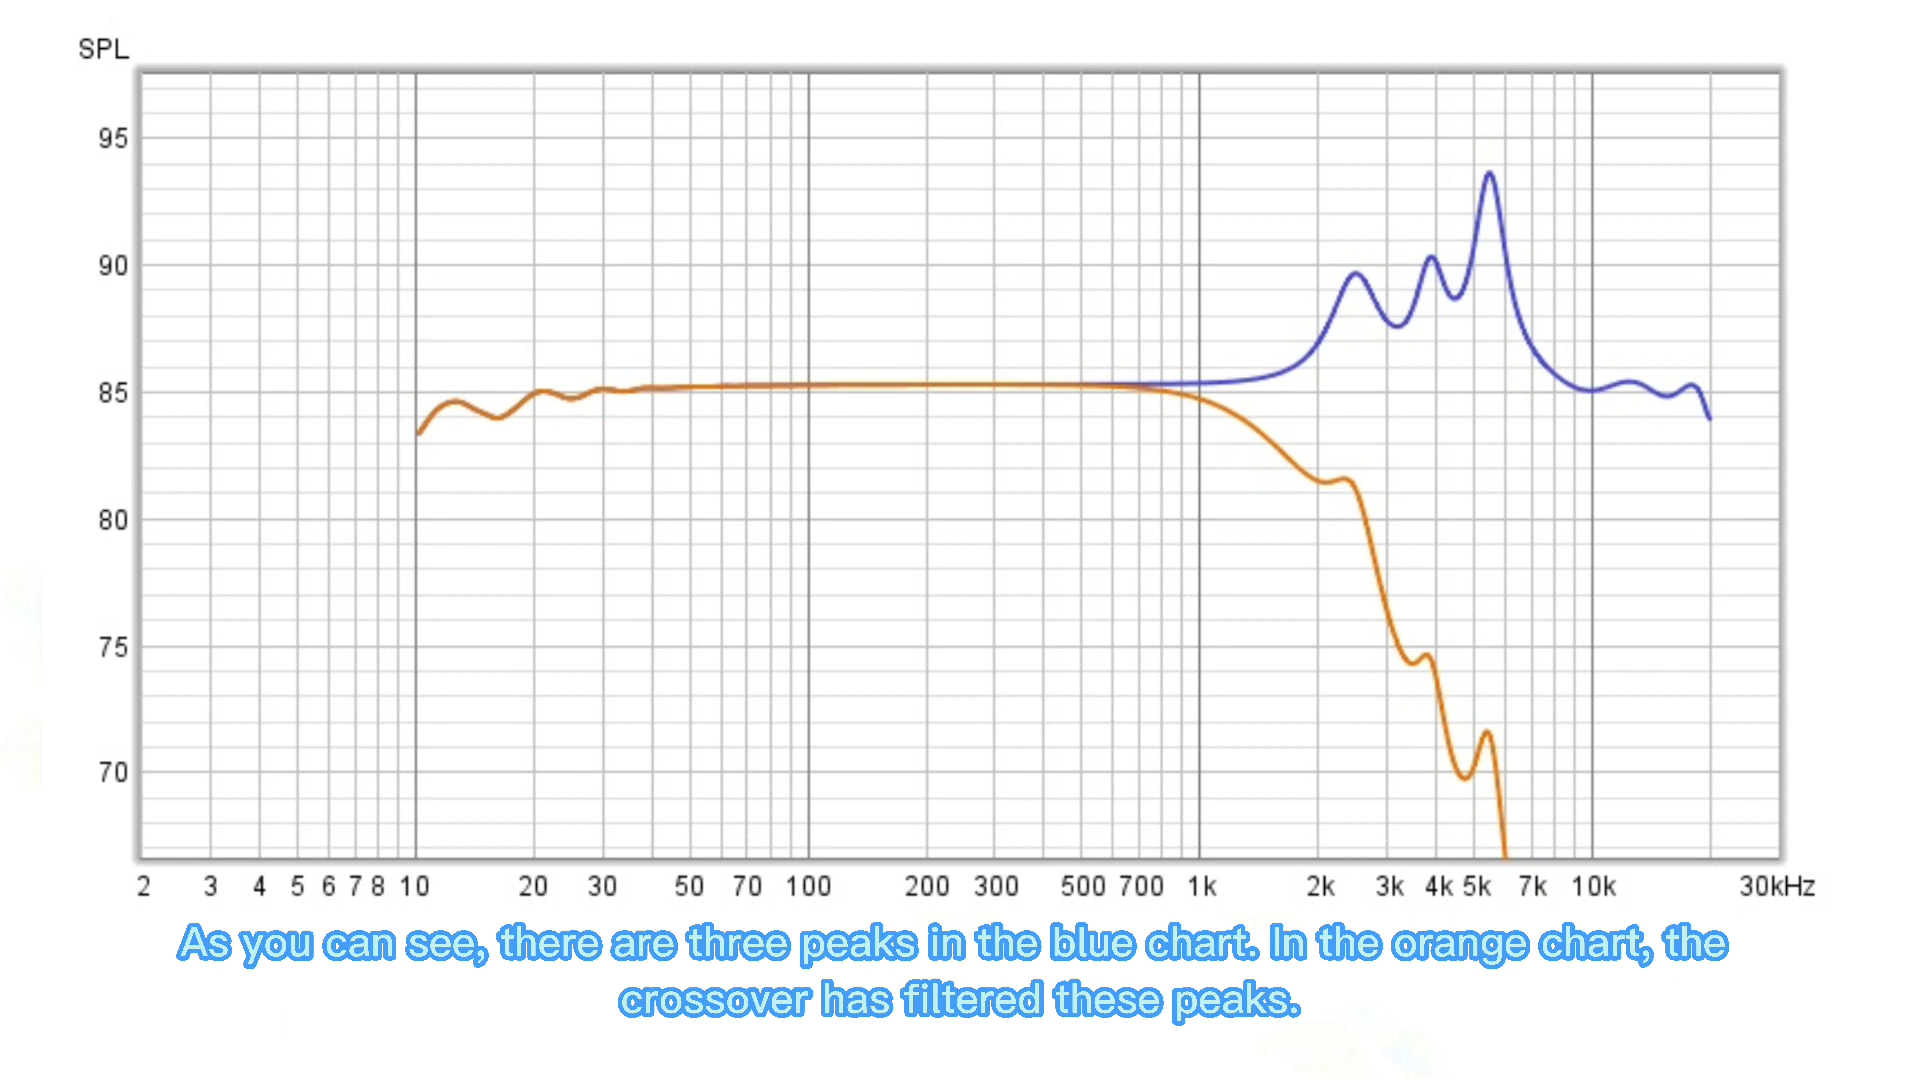 SPL
95
90
85
80
75
70
2 3 4 5 6 7 8 10 20 30 50 70 100 200 300 500 700 1k 2k 3k 4k 5k 7k 10k 30kHz
As you can see, there are three peaks in the blue chart. In the orange chart, the
crossover has filtered these peaks.